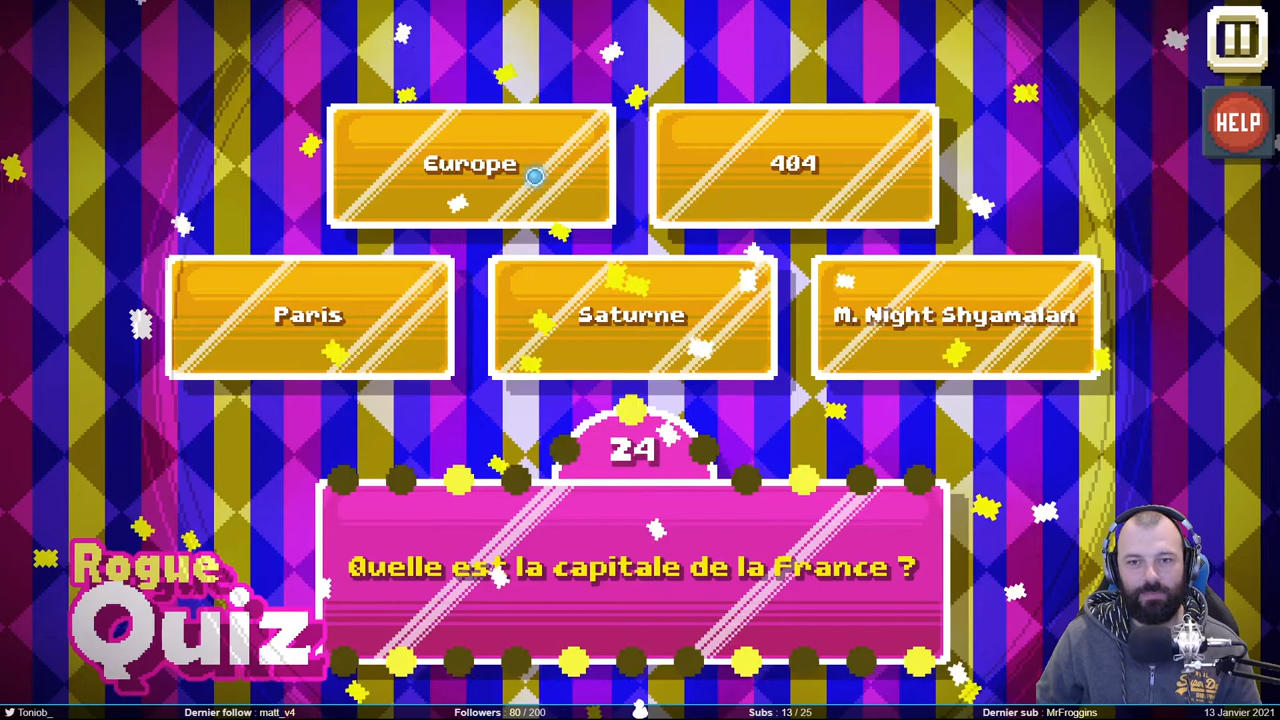 HELP
Europe
404
Paris
Saturne
M. Night Shyamalan
24
Quelle est la capitale de la France ?
Rogue
Quiz
Toniob_
Dernier follow : matt_v4
Followers : 80 / 200
Subs : 13 / 25
Dernier sub : MrFroggins
13 Janvier 2021